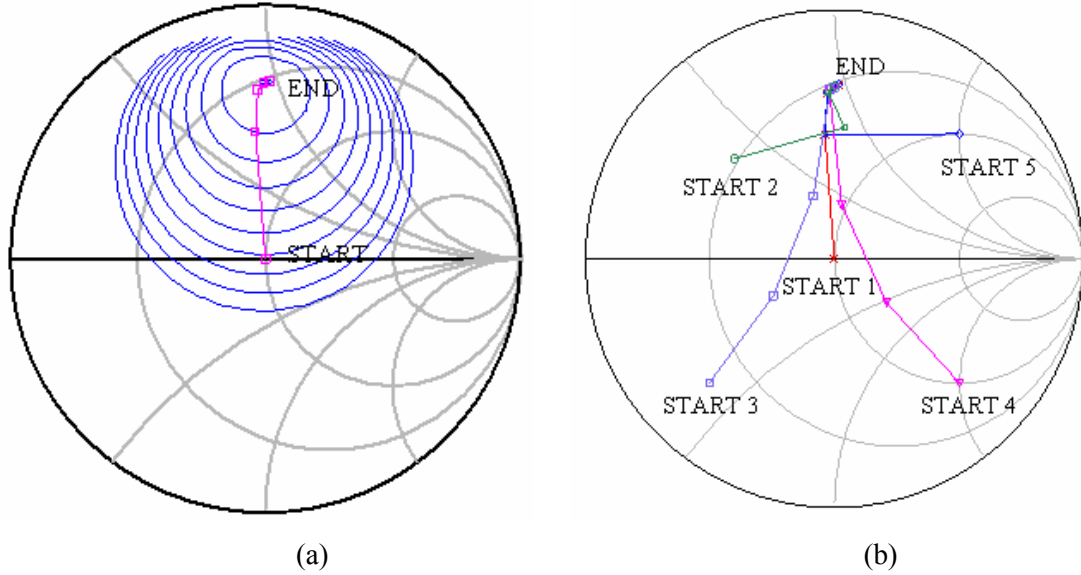 END
START
(a)
END
START 2
START 5
START 1
START 3
START 4
(b)